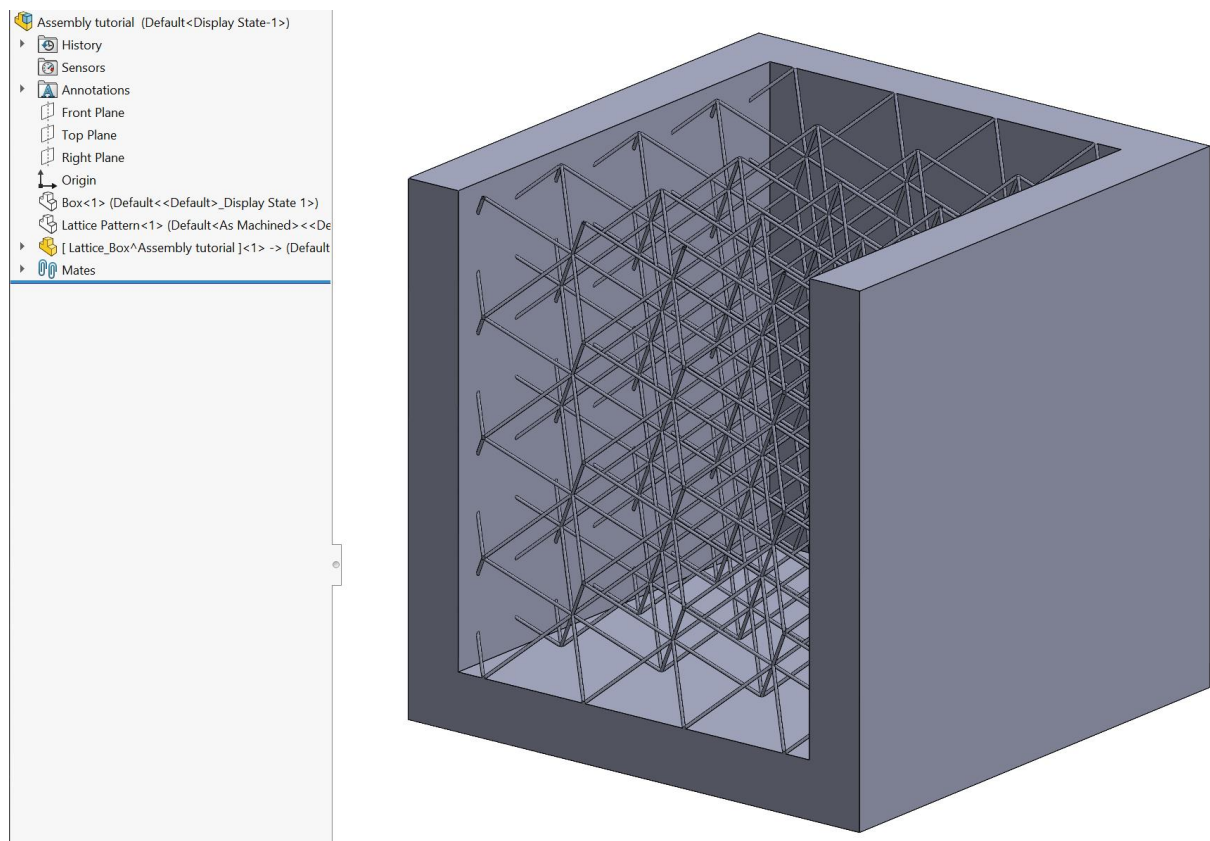 Assembly tutorial (Default<Display State-1>)
History
Sensors
Annotations
Front Plane
Top Plane
Right Plane
Origin
Box<1> (Default<<Default>_Display State 1>)
Lattice Pattern<1> (Default<As Machined><<De
[ Lattice_Box^Assembly tutorial ]<1> -> (Default
Mates